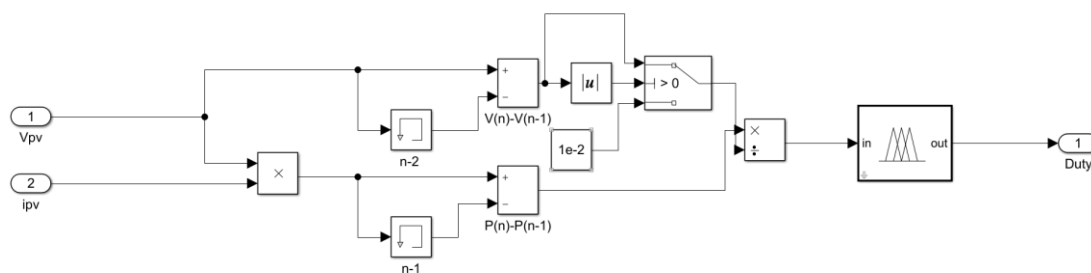 1
Vpv
2
ipv
×
+
−
V(n)-V(n-1)
n-2
|u|
> 0
1e-2
+
−
P(n)-P(n-1)
n-1
×
÷
in
out
1
Duty